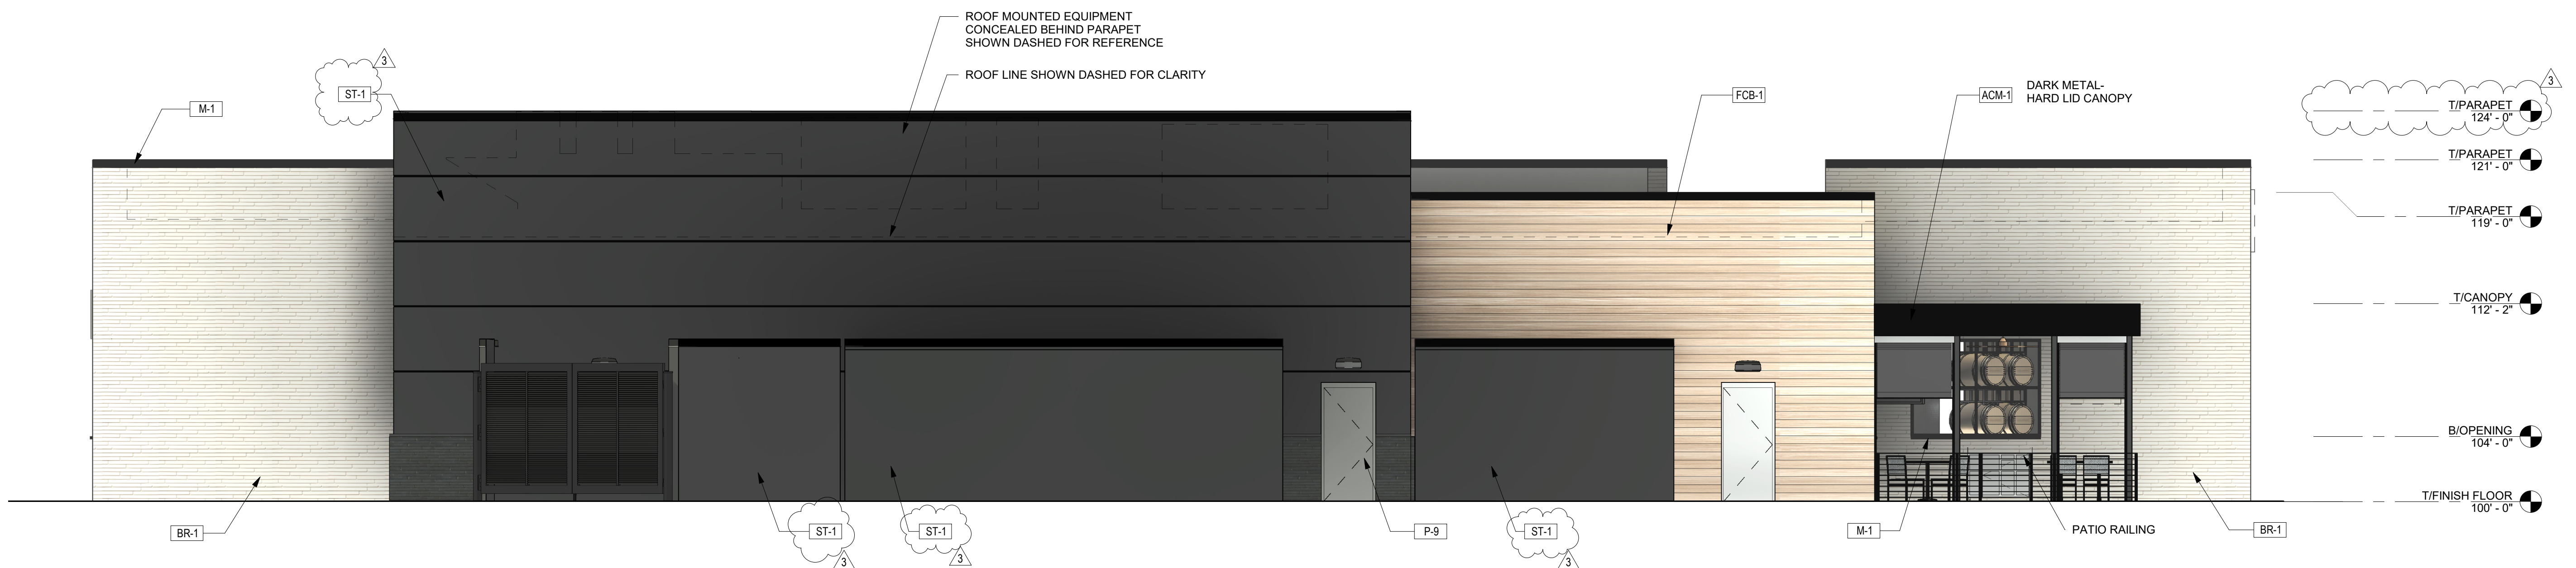 ROOF MOUNTED EQUIPMENT
CONCEALED BEHIND PARAPET
SHOWN DASHED FOR REFERENCE
ROOF LINE SHOWN DASHED FOR CLARITY
3
ST-1
M-1
FCB-1
ACM-1
DARK METAL-
HARD LID CANOPY
3
T/PARAPET
124' - 0"
T/PARAPET
121' - 0"
T/PARAPET
119' - 0"
T/CANOPY
112' - 2"
B/OPENING
104' - 0"
T/FINISH FLOOR
100' - 0"
BR-1
ST-1
3
ST-1
3
P-9
ST-1
3
M-1
PATIO RAILING
BR-1